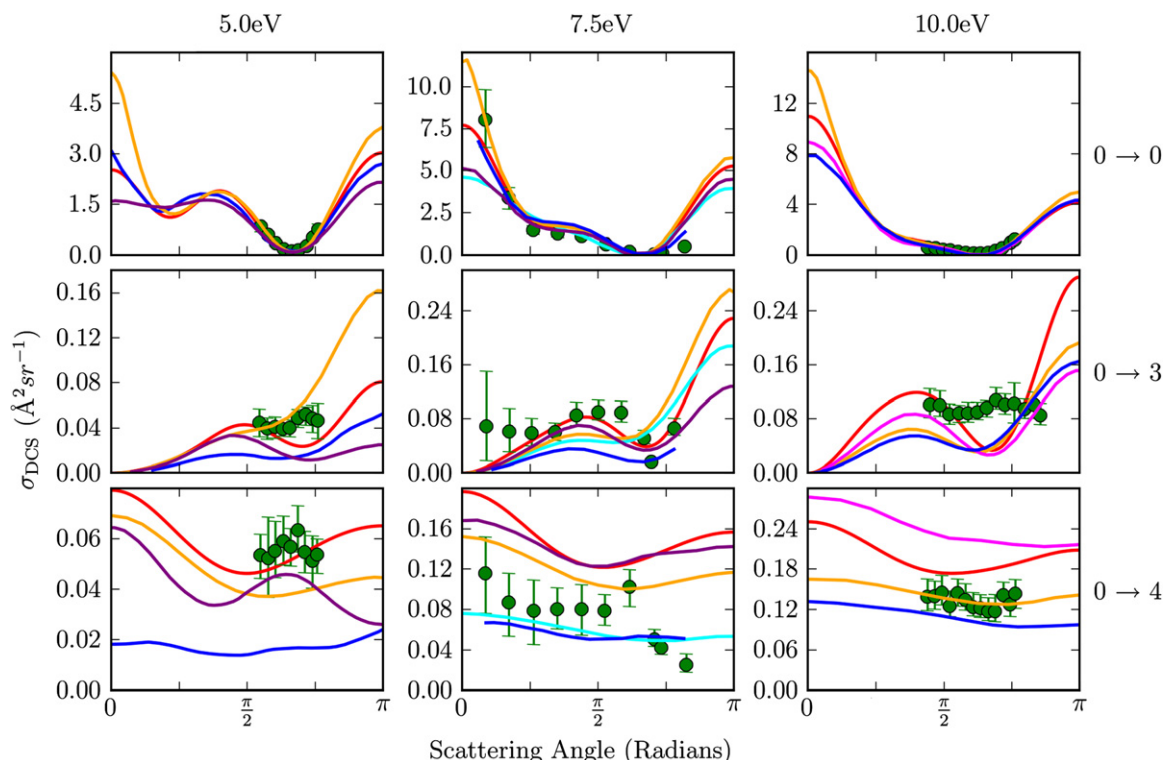 5.0eV 7.5eV 10.0eV
4.5 10.0 12
3.0 7.5 8 0 → 0
1.5 5.0 4
0.0 2.5 0
0.0
0.16 0.24 0.24
0.12 0.16 0.16 0 → 3
0.08 0.08 0.08
0.04 0.00 0.00
0.00
0.06 0.16 0.24
0.04 0.12 0.18 0 → 4
0.02 0.08 0.12
0.00 0.04 0.06
0.00 0.00
0 π/2 π 0 π/2 π 0 π/2 π
σDCS (Å² sr⁻¹)
Scattering Angle (Radians)